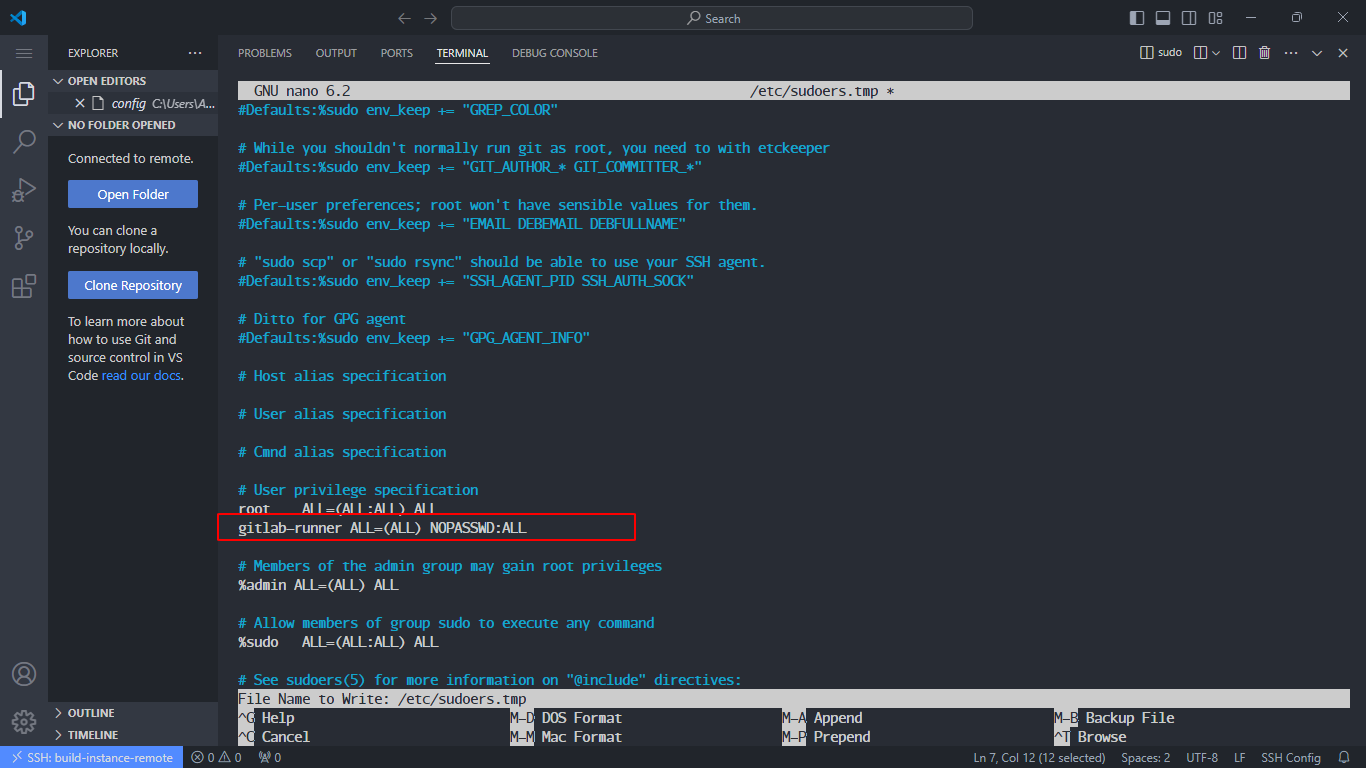 Search
EXPLORER
OPEN EDITORS
config C:\Users\A...
NO FOLDER OPENED
Connected to remote.
Open Folder
You can clone a
repository locally.
Clone Repository
To learn more about
how to use Git and
source control in VS
Code read our docs.
OUTLINE
TIMELINE
PROBLEMS OUTPUT PORTS TERMINAL DEBUG CONSOLE sudo
GNU nano 6.2 /etc/sudoers.tmp *
#Defaults:%sudo env_keep += "GREP_COLOR"
# While you shouldn't normally run git as root, you need to with etckeeper
#Defaults:%sudo env_keep += "GIT_AUTHOR_* GIT_COMMITTER_*"
# Per-user preferences; root won't have sensible values for them.
#Defaults:%sudo env_keep += "EMAIL DEBEMAIL DEBFULLNAME"
# "sudo scp" or "sudo rsync" should be able to use your SSH agent.
#Defaults:%sudo env_keep += "SSH_AGENT_PID SSH_AUTH_SOCK"
# Ditto for GPG agent
#Defaults:%sudo env_keep += "GPG_AGENT_INFO"
# Host alias specification
# User alias specification
# Cmnd alias specification
# User privilege specification
root ALL=(ALL:ALL) ALL
gitlab-runner ALL=(ALL) NOPASSWD:ALL
# Members of the admin group may gain root privileges
%admin ALL=(ALL) ALL
# Allow members of group sudo to execute any command
%sudo ALL=(ALL:ALL) ALL
# See sudoers(5) for more information on "@include" directives:
File Name to Write: /etc/sudoers.tmp
^G Help M-D DOS Format M-A Append M-B Backup File
^C Cancel M-M Mac Format M-P Prepend ^T Browse
SSH: build-instance-remote 0 0 0 Ln 7, Col 12 (12 selected) Spaces: 2 UTF-8 LF SSH Config